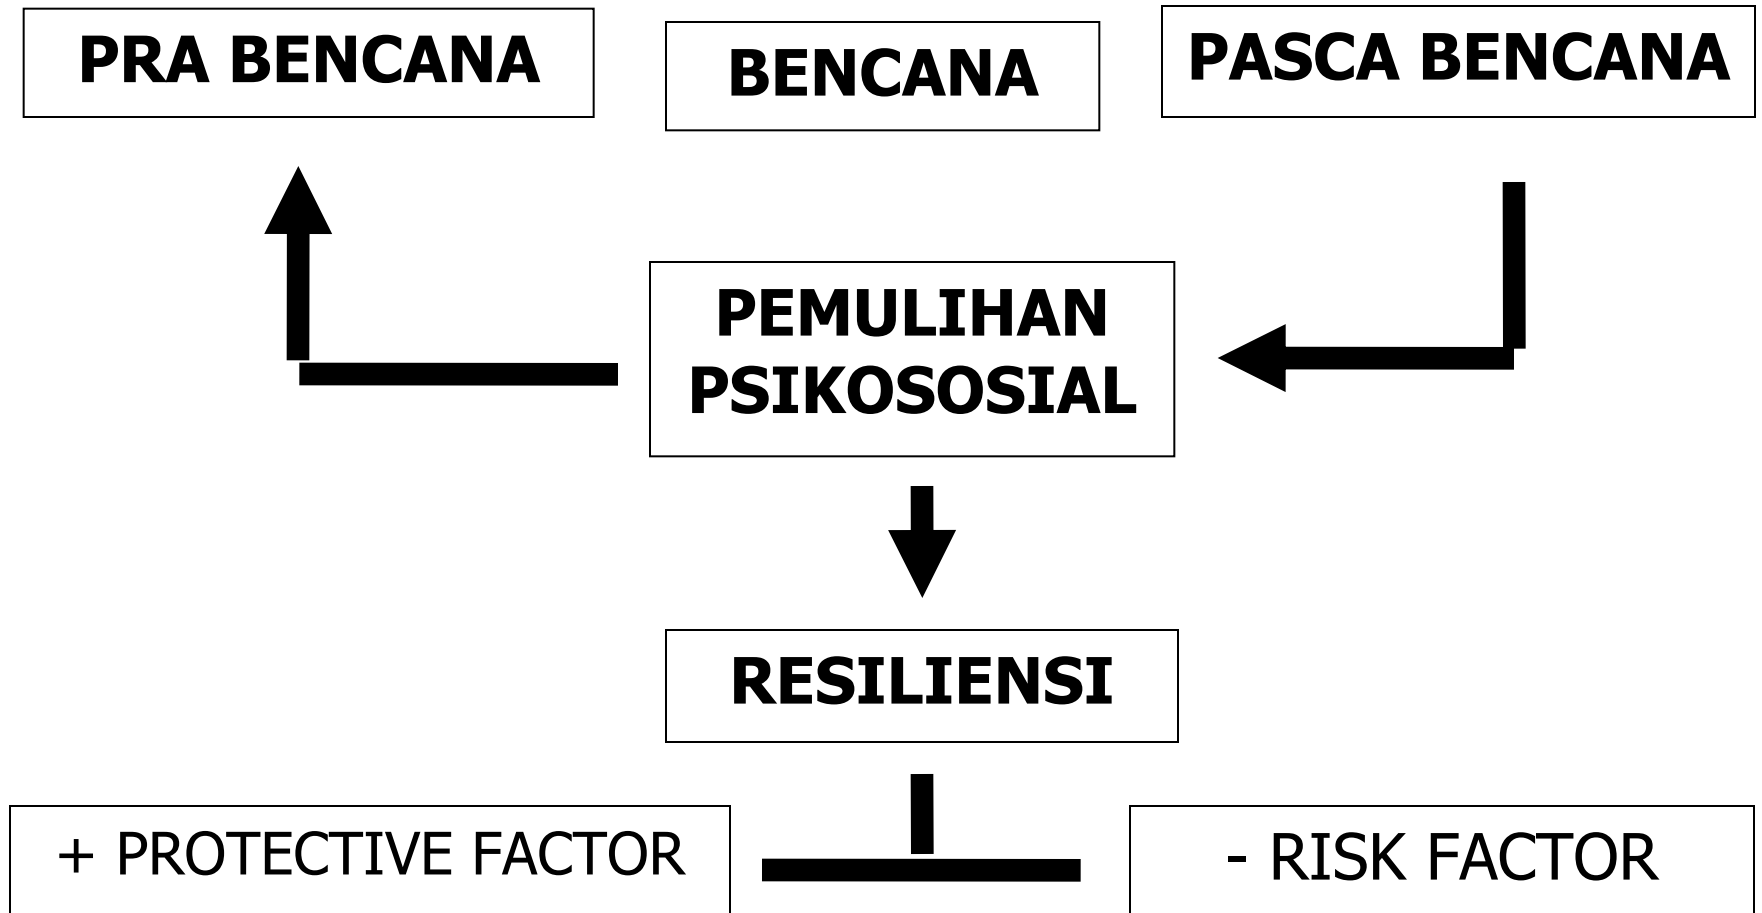 PRA BENCANA
BENCANA
PASCA BENCANA
PEMULIHAN
PSIKOSOSIAL
RESILIENSI
+ PROTECTIVE FACTOR
- RISK FACTOR